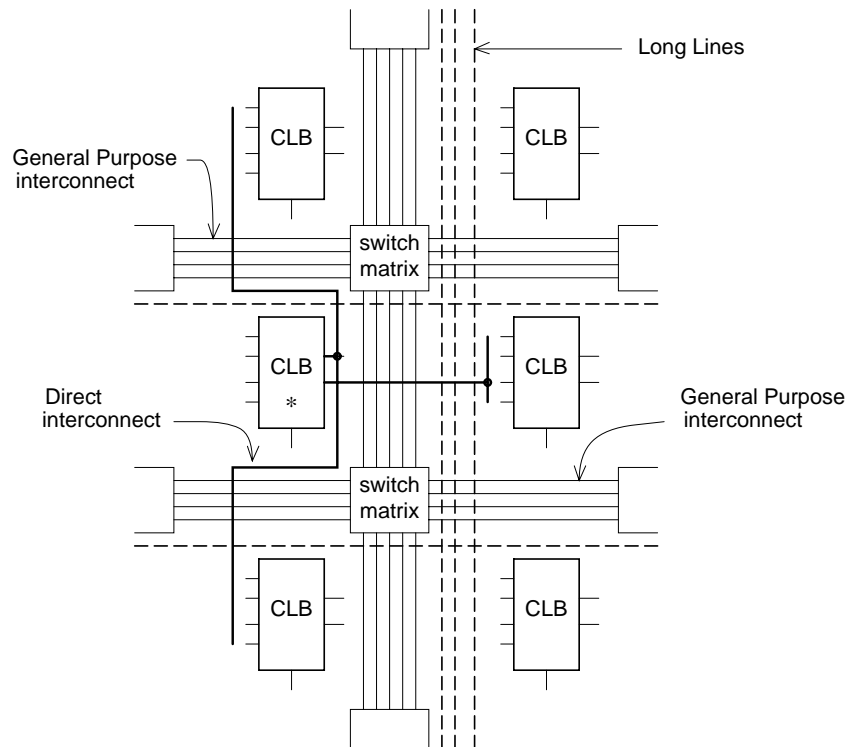 Long Lines
CLB
CLB
General Purpose
interconnect
switch
matrix
CLB
*
CLB
Direct
interconnect
General Purpose
interconnect
switch
matrix
CLB
CLB